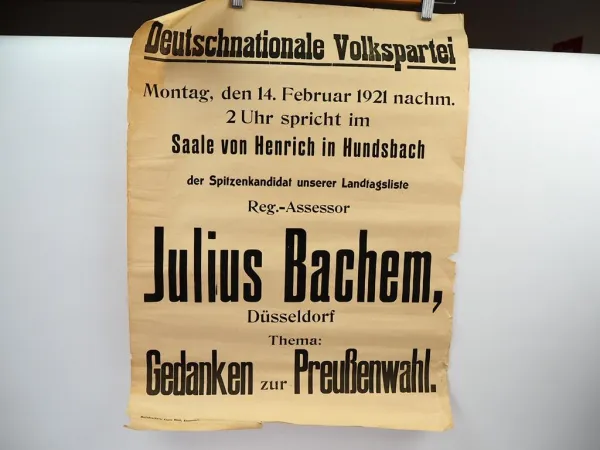 Deutschnationale Volkspartei
Montag, den 14. Februar 1921 nachm.
2 Uhr spricht im
Saale von Henrich in Hundsbach
der Spitzenkandidat unserer Landtagsliste
Reg.-Assessor
Julius Bachem,
Düsseldorf
Thema:
Gedanken zur Preußenwahl.